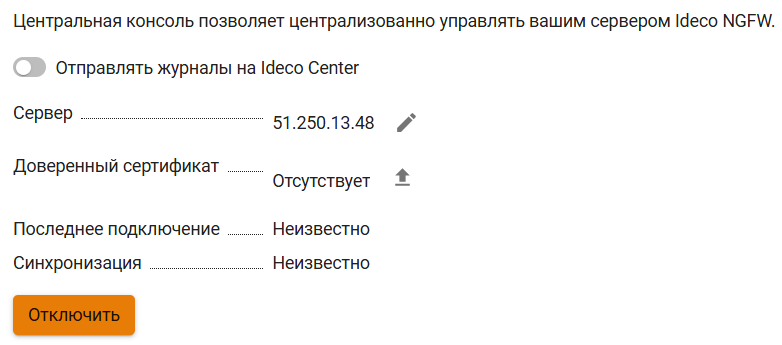 Центральная консоль позволяет централизованно управлять вашим сервером Ideco NGFW.
Отправлять журналы на Ideco Center
Сервер 51.250.13.48
Доверенный сертификат Отсутствует
Последнее подключение Неизвестно
Синхронизация Неизвестно
Отключить